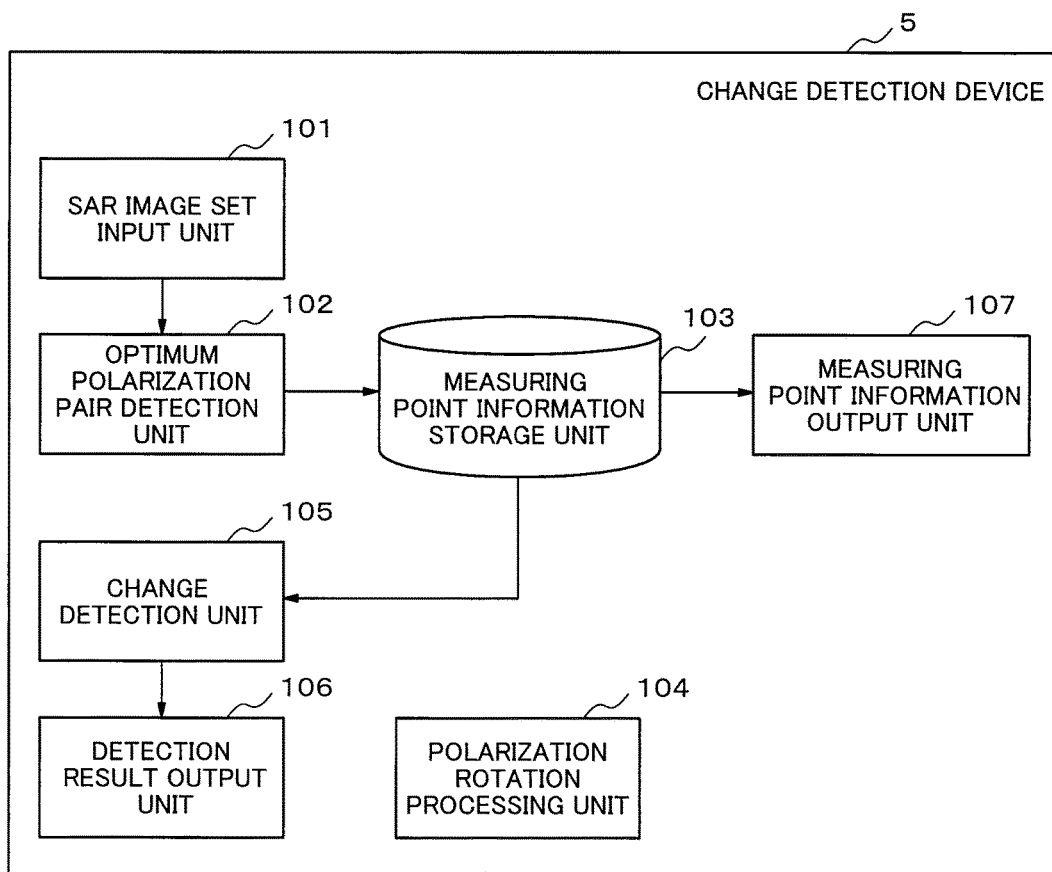 5
CHANGE DETECTION DEVICE
101
SAR IMAGE SET
INPUT UNIT
102
OPTIMUM
POLARIZATION
PAIR DETECTION
UNIT
103
MEASURING
POINT INFORMATION
STORAGE UNIT
107
MEASURING
POINT INFORMATION
OUTPUT UNIT
105
CHANGE
DETECTION UNIT
106
DETECTION
RESULT OUTPUT
UNIT
104
POLARIZATION
ROTATION
PROCESSING UNIT